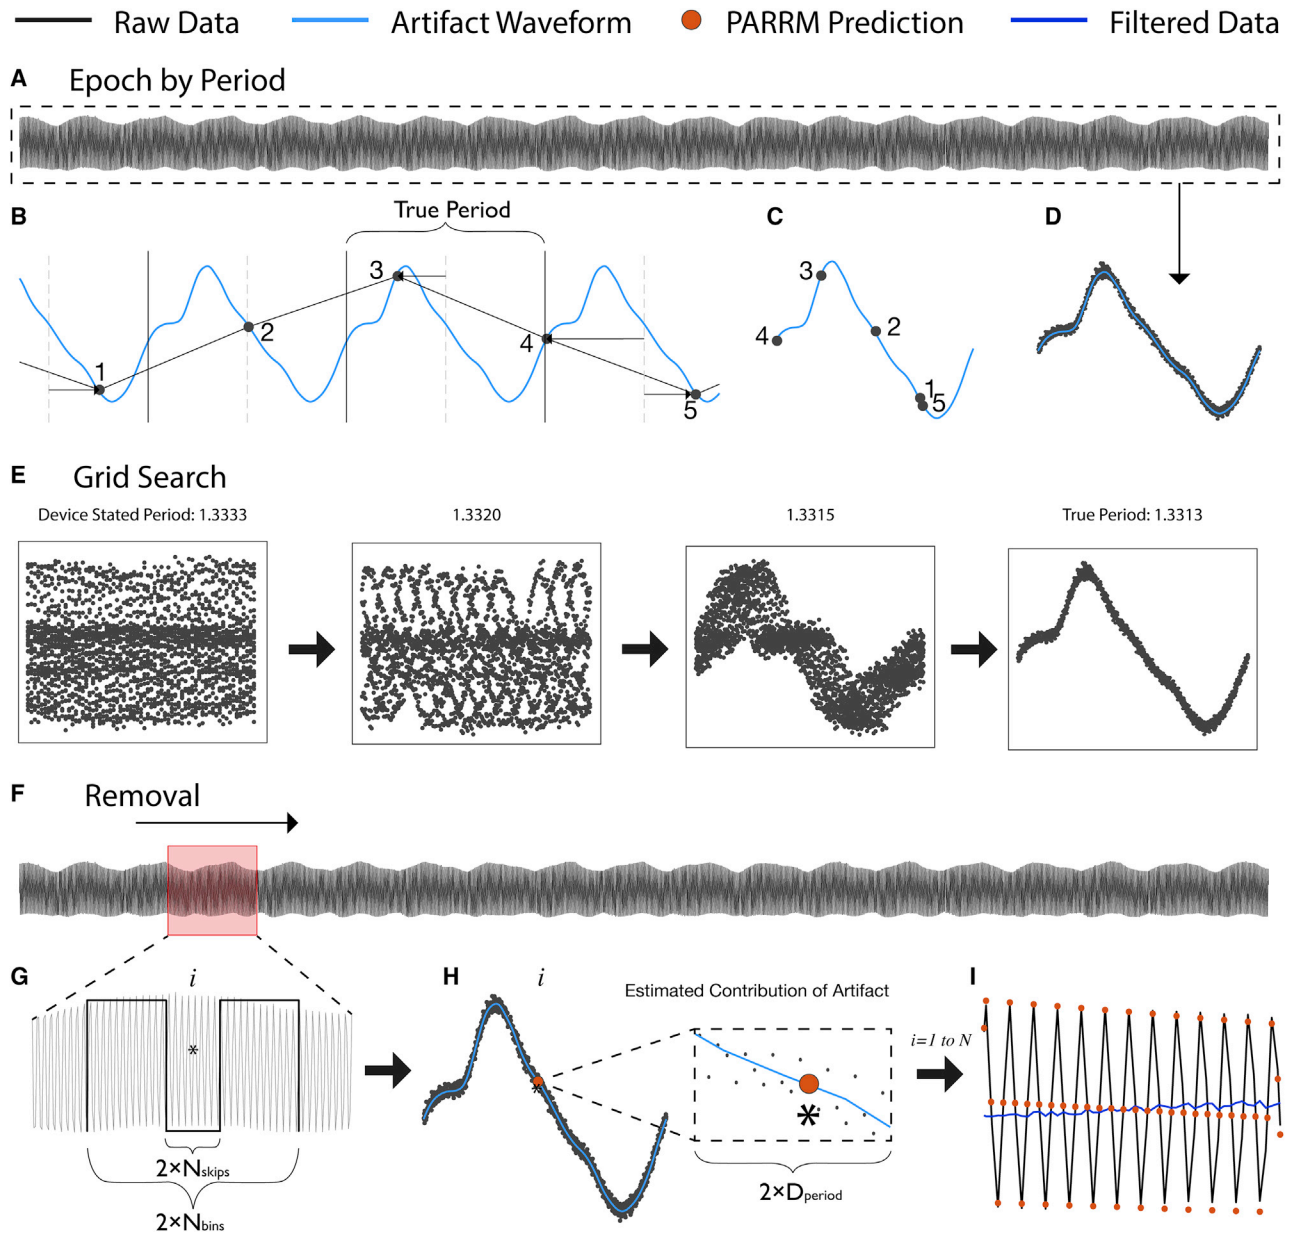 Raw Data Artifact Waveform PARRM Prediction Filtered Data
A Epoch by Period
B True Period C D
1 2 3 4 5
3 4 2 1 5
E Grid Search
Device Stated Period: 1.3333 1.3320 1.3315 True Period: 1.3313
F Removal
G i H i Estimated Contribution of Artifact I
i=1 to N
*
* *
2×Nskips
2×Dperiod
2×Nbins